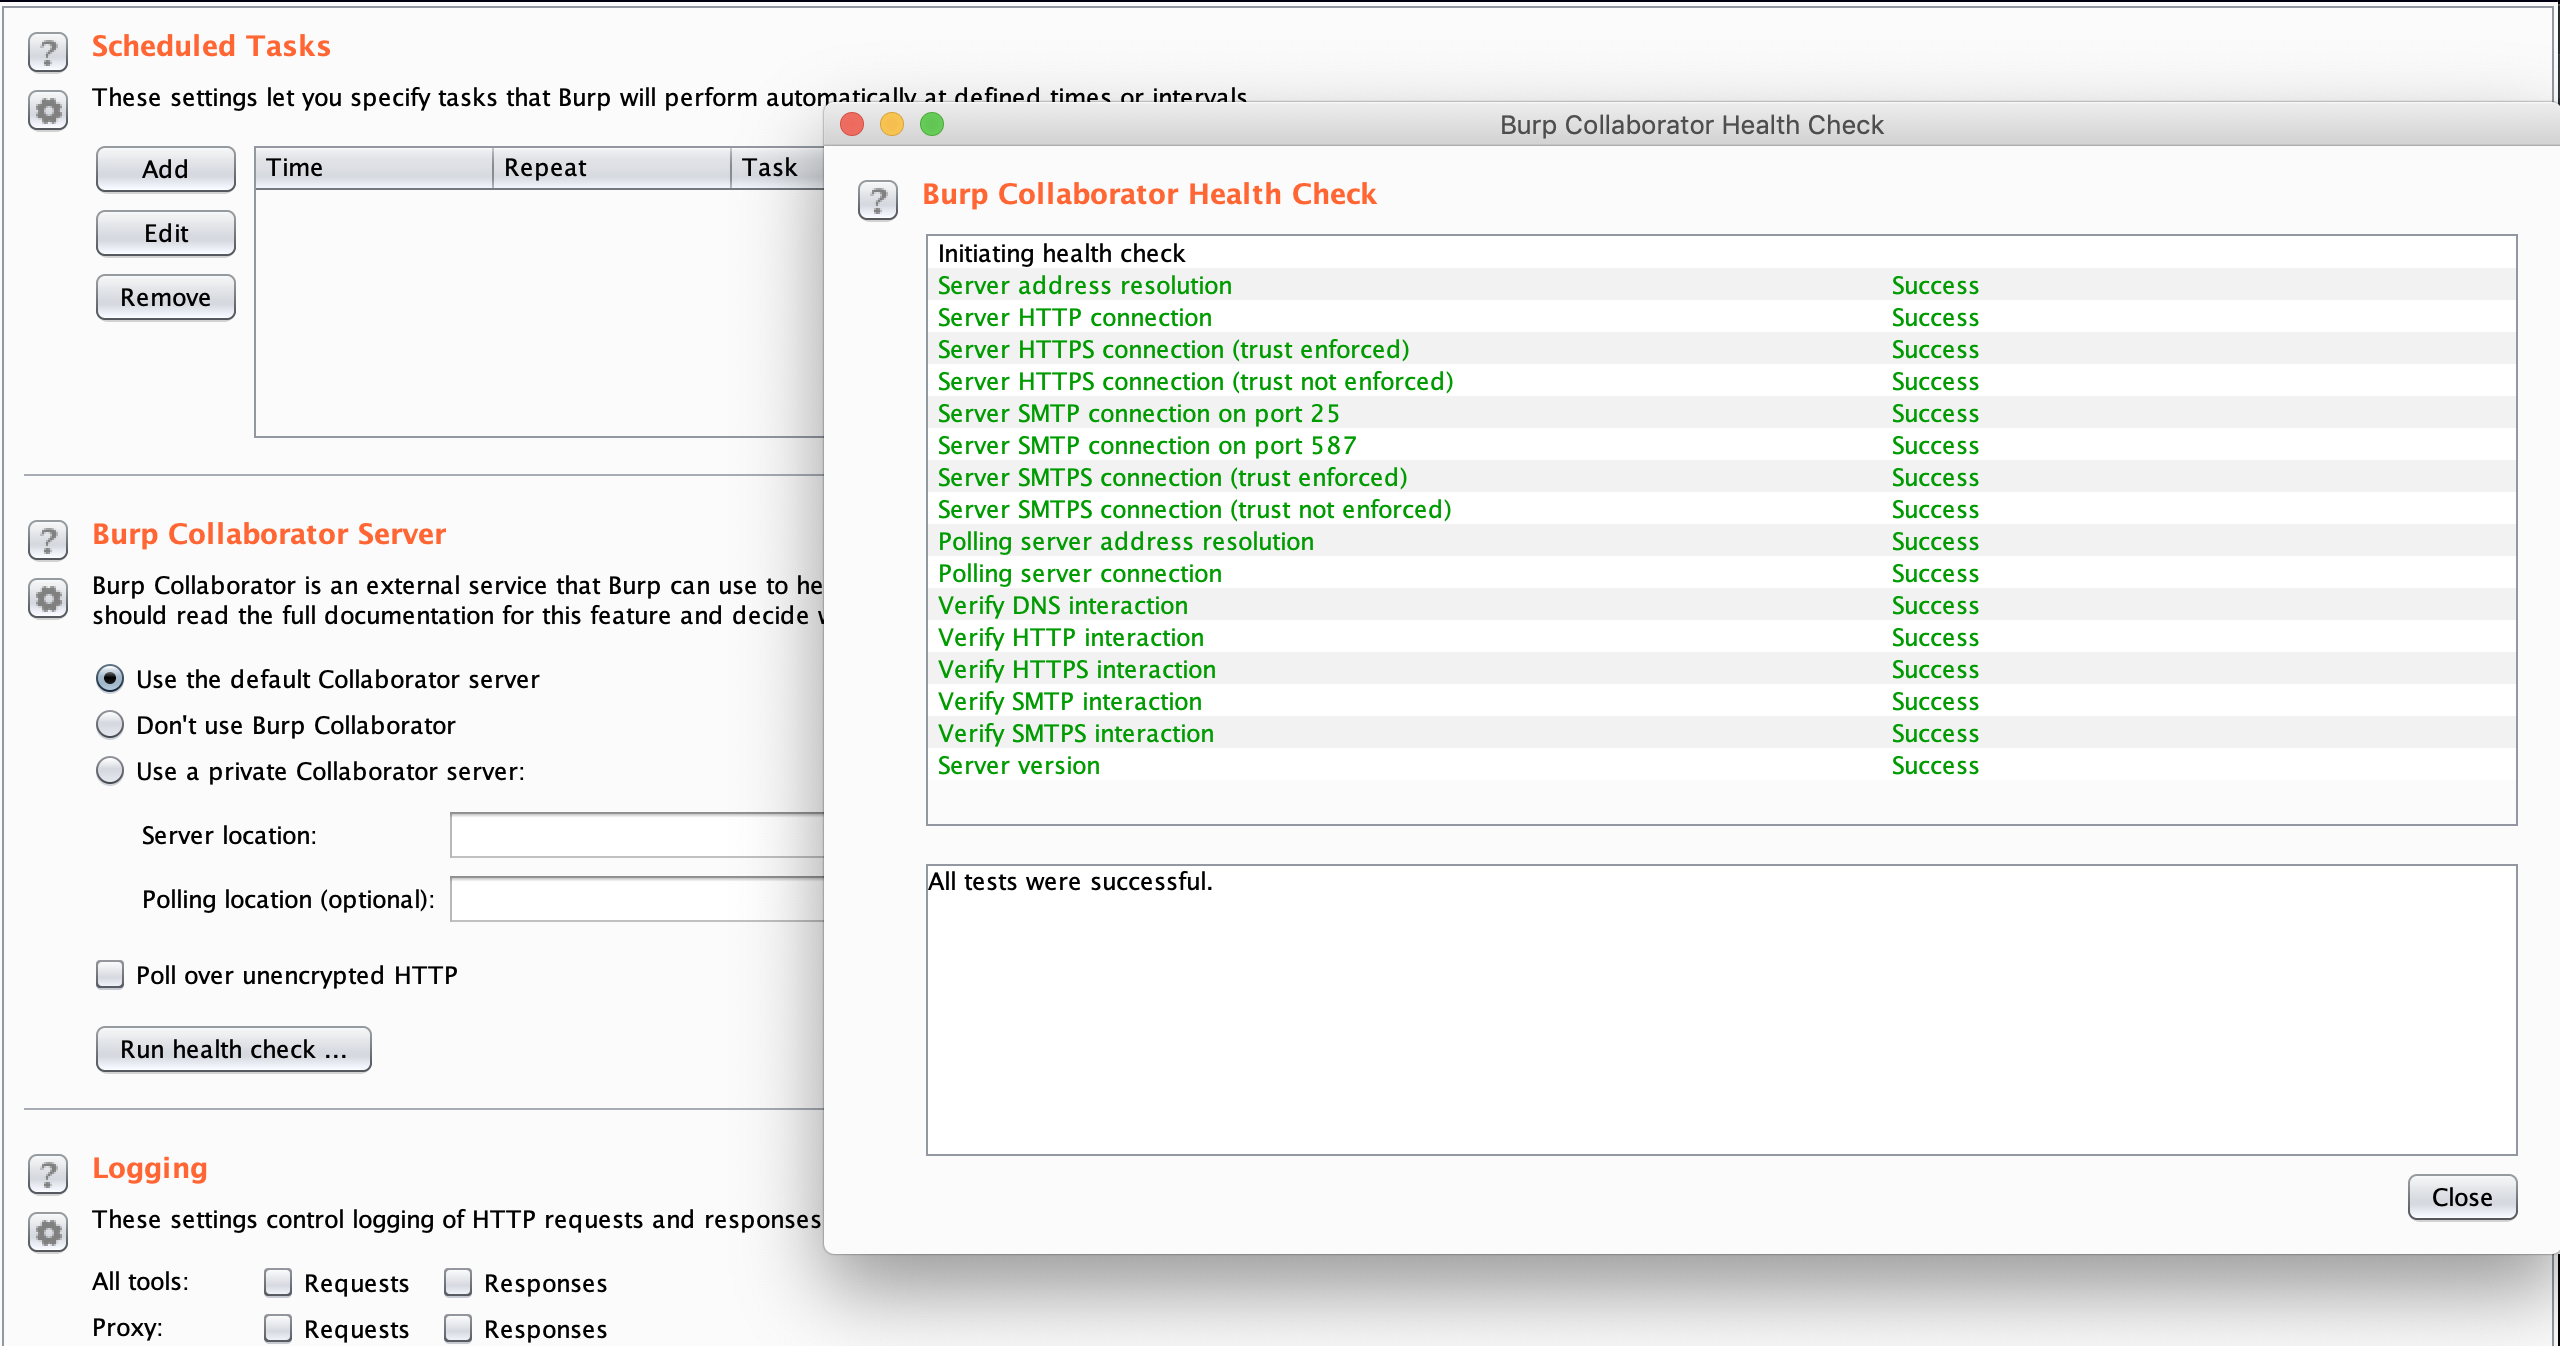 Scheduled Tasks
These settings let you specify tasks that Burp will perform automatically at defined times or intervals
Add
Time Repeat Task
Edit
Remove
Burp Collaborator Server
Burp Collaborator is an external service that Burp can use to he
should read the full documentation for this feature and decide
Use the default Collaborator server
Don't use Burp Collaborator
Use a private Collaborator server:
Server location:
Polling location (optional):
Poll over unencrypted HTTP
Run health check ...
Logging
These settings control logging of HTTP requests and responses
All tools: Requests Responses
Proxy: Requests Responses
Burp Collaborator Health Check
Burp Collaborator Health Check
Initiating health check
Server address resolution Success
Server HTTP connection Success
Server HTTPS connection (trust enforced) Success
Server HTTPS connection (trust not enforced) Success
Server SMTP connection on port 25 Success
Server SMTP connection on port 587 Success
Server SMTPS connection (trust enforced) Success
Server SMTPS connection (trust not enforced) Success
Polling server address resolution Success
Polling server connection Success
Verify DNS interaction Success
Verify HTTP interaction Success
Verify HTTPS interaction Success
Verify SMTP interaction Success
Verify SMTPS interaction Success
Server version Success
All tests were successful.
Close